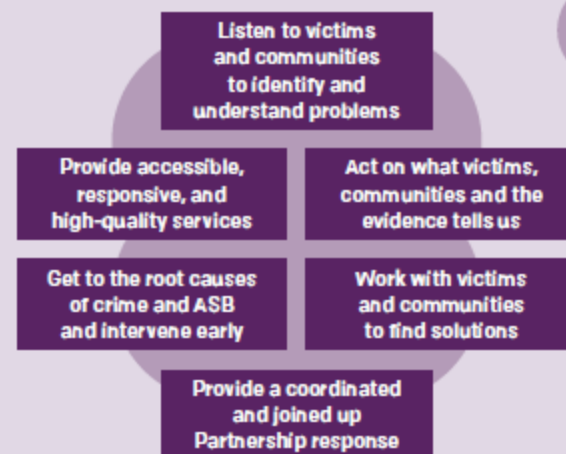 Listen to victims
and communities
to identify and
understand problems
Provide accessible,
responsive, and
high-quality services
Act on what victims,
communities and the
evidence tells us
Get to the root causes
of crime and ASB
and intervene early
Work with victims
and communities
to find solutions
Provide a coordinated
and joined up
Partnership response